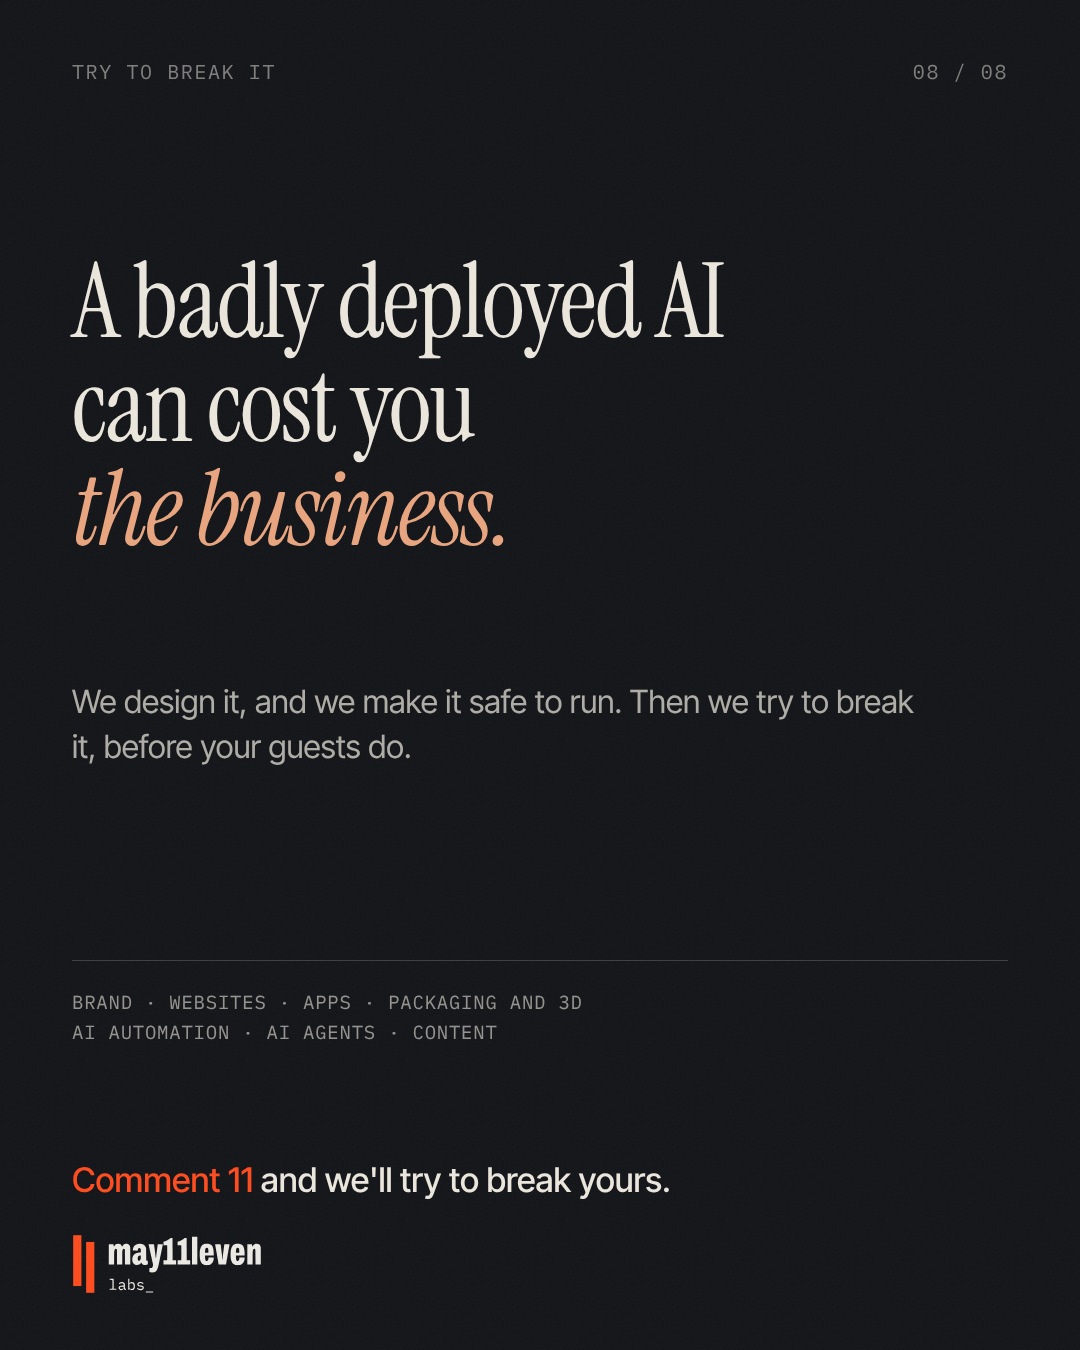 TRY TO BREAK IT
08 / 08
A badly deployed AI
can cost you
the business.
We design it, and we make it safe to run. Then we try to break
it, before your guests do.
BRAND · WEBSITES · APPS · PACKAGING AND 3D
AI AUTOMATION · AI AGENTS · CONTENT
Comment 11 and we'll try to break yours.
may11leven
labs_